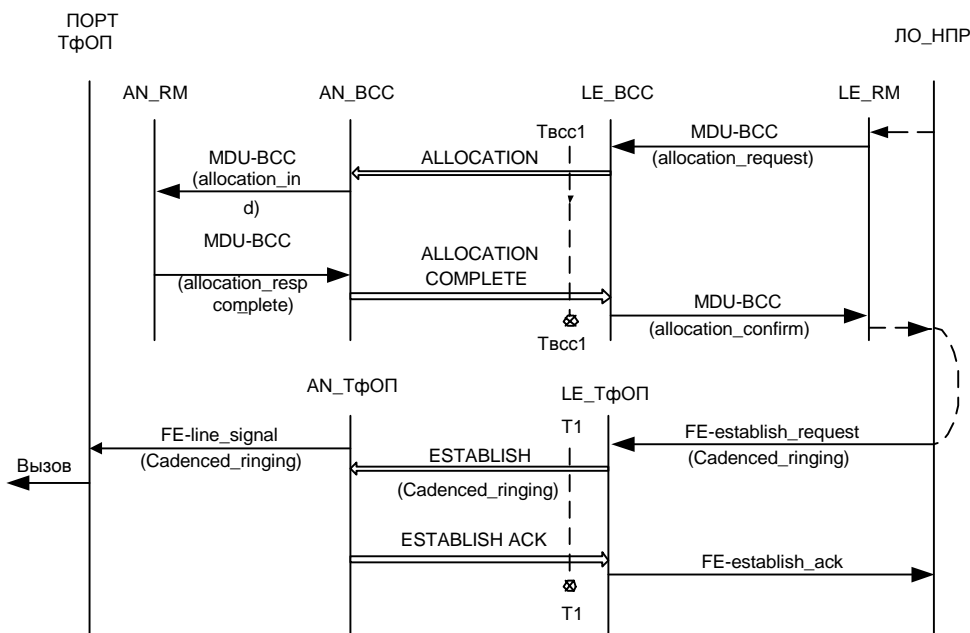 ПОРТ
ТфОП
ЛО_НПР
AN_RM
AN_BCC
LE_BCC
LE_RM
Tвсс1
MDU-BCC
(allocation_request)
ALLOCATION
MDU-BCC
(allocation_in
d)
MDU-BCC
(allocation_resp
complete)
ALLOCATION
COMPLETE
MDU-BCC
(allocation_confirm)
Tвсс1
AN_ТфОП
LE_ТфОП
T1
FE-line_signal
(Cadenced_ringing)
FE-establish_request
(Cadenced_ringing)
Вызов
ESTABLISH
(Cadenced_ringing)
ESTABLISH ACK
FE-establish_ack
T1